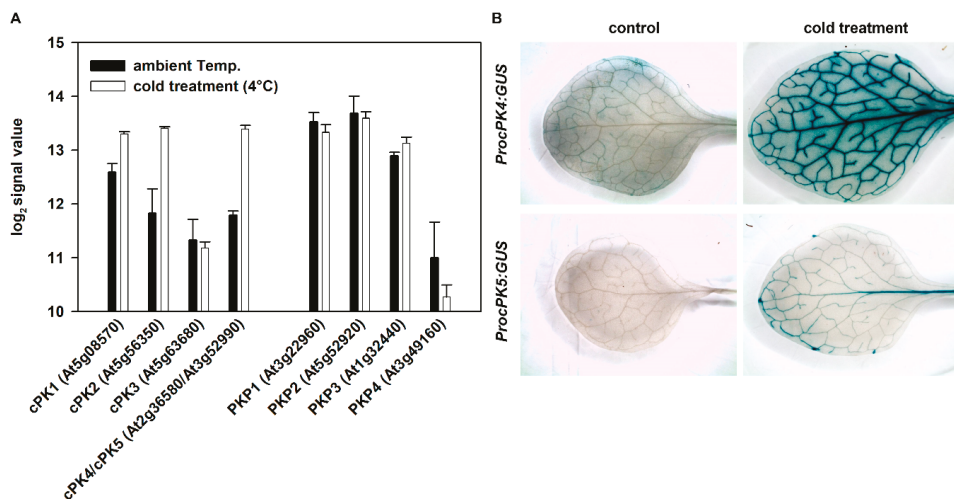 A
15
14
13
12
11
10
log2 signal value
ambient Temp.
cold treatment (4°C)
cPK1 (At5g08570)
cPK2 (At5g56350)
cPK3 (At5g63680)
cPK4/cPK5 (At2g36580/At3g52990)
PKP1 (At3g22960)
PKP2 (At5g52920)
PKP3 (At1g32440)
PKP4 (At3g49160)
B
control
cold treatment
ProcPK4:GUS
ProcPK5:GUS